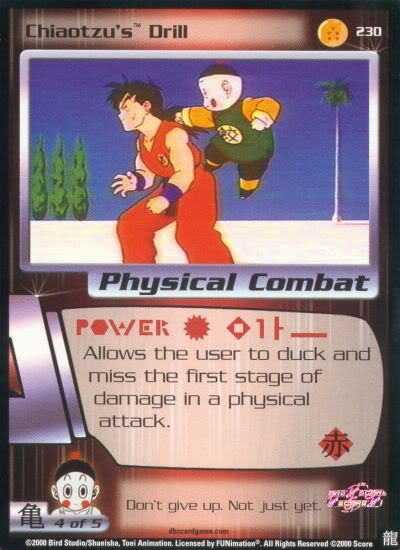 Chiaotzu's™ Drill
230
Physical Combat
POWER
Allows the user to duck and
miss the first stage of
damage in a physical
attack.
赤
亀 4 of 5
Don't give up. Not just yet.
SCORE
dbzcardgame.com
©2000 Bird Studio/Shueisha, Toei Animation. Licensed by FUNimation®. All Rights Reserved ©2000 Score
龍